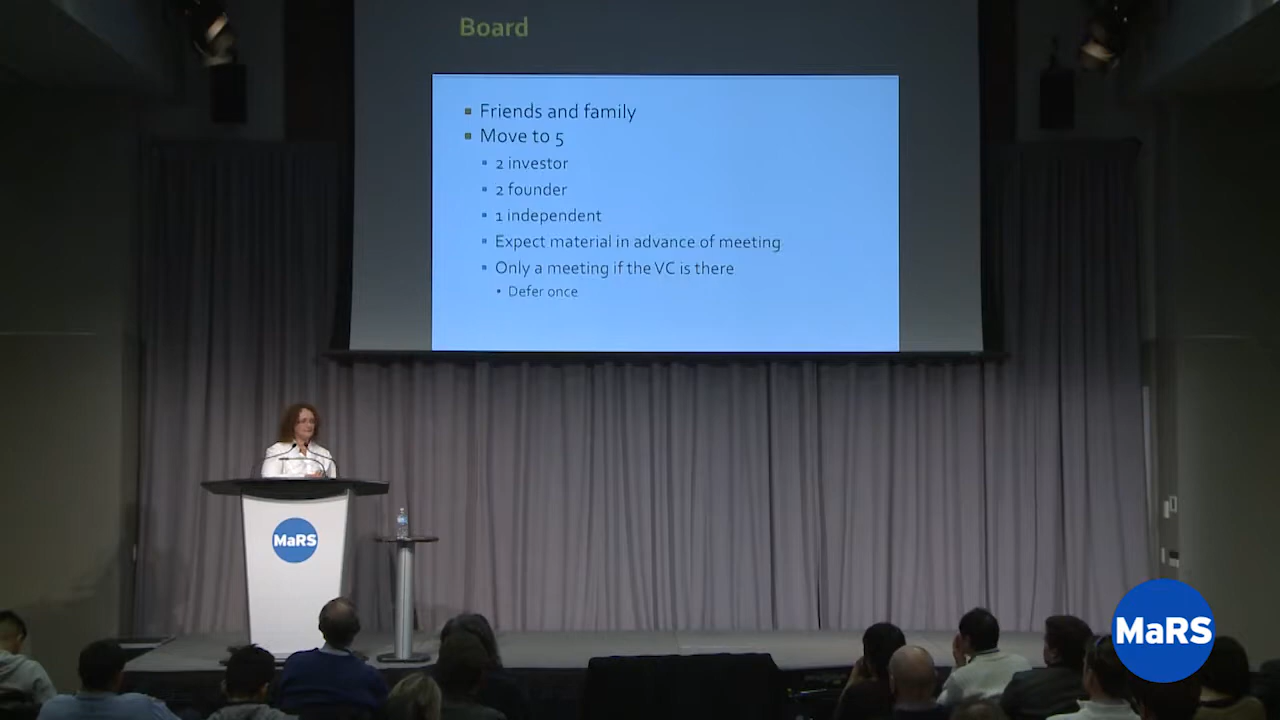 Board
Friends and family
Move to 5
2 investor
2 founder
1 independent
Expect material in advance of meeting
Only a meeting if the VC is there
Defer once
MaRS
MaRS